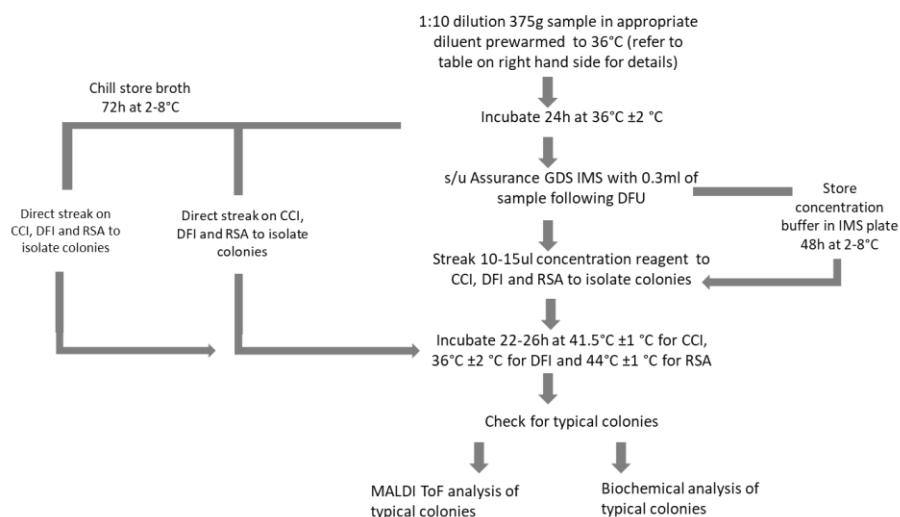 1:10 dilution 375g sample in appropriate
diluent prewarmed to 36°C (refer to
table on right hand side for details)
Chill store broth
72h at 2-8°C
Incubate 24h at 36°C ±2 °C
s/u Assurance GDS IMS with 0.3ml of
sample following DFU
Store
concentration
buffer in IMS plate
48h at 2-8°C
Direct streak on
CCI, DFI and RSA to
isolate colonies
Direct streak on CCI,
DFI and RSA to isolate
colonies
Streak 10-15ul concentration reagent to
CCI, DFI and RSA to isolate colonies
Incubate 22-26h at 41.5°C ±1 °C for CCI,
36°C ±2 °C for DFI and 44°C ±1 °C for RSA
Check for typical colonies
MALDI ToF analysis of
typical colonies
Biochemical analysis of
typical colonies